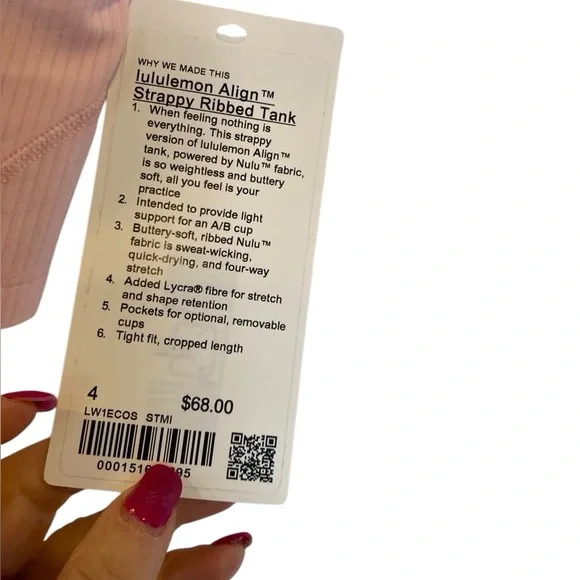 WHY WE MADE THIS
lululemon Align™
Strappy Ribbed Tank
1. When feeling nothing is
everything. This strappy
version of lululemon Align™
tank, powered by Nulu™ fabric,
is so weightless and buttery
soft, all you feel is your
practice
2. Intended to provide light
support for an A/B cup
3. Buttery-soft, ribbed Nulu™
fabric is sweat-wicking,
quick-drying, and four-way
stretch
4. Added Lycra® fibre for stretch
and shape retention
5. Pockets for optional, removable
cups
6. Tight fit, cropped length
4 $68.00
LW1ECOS STMI